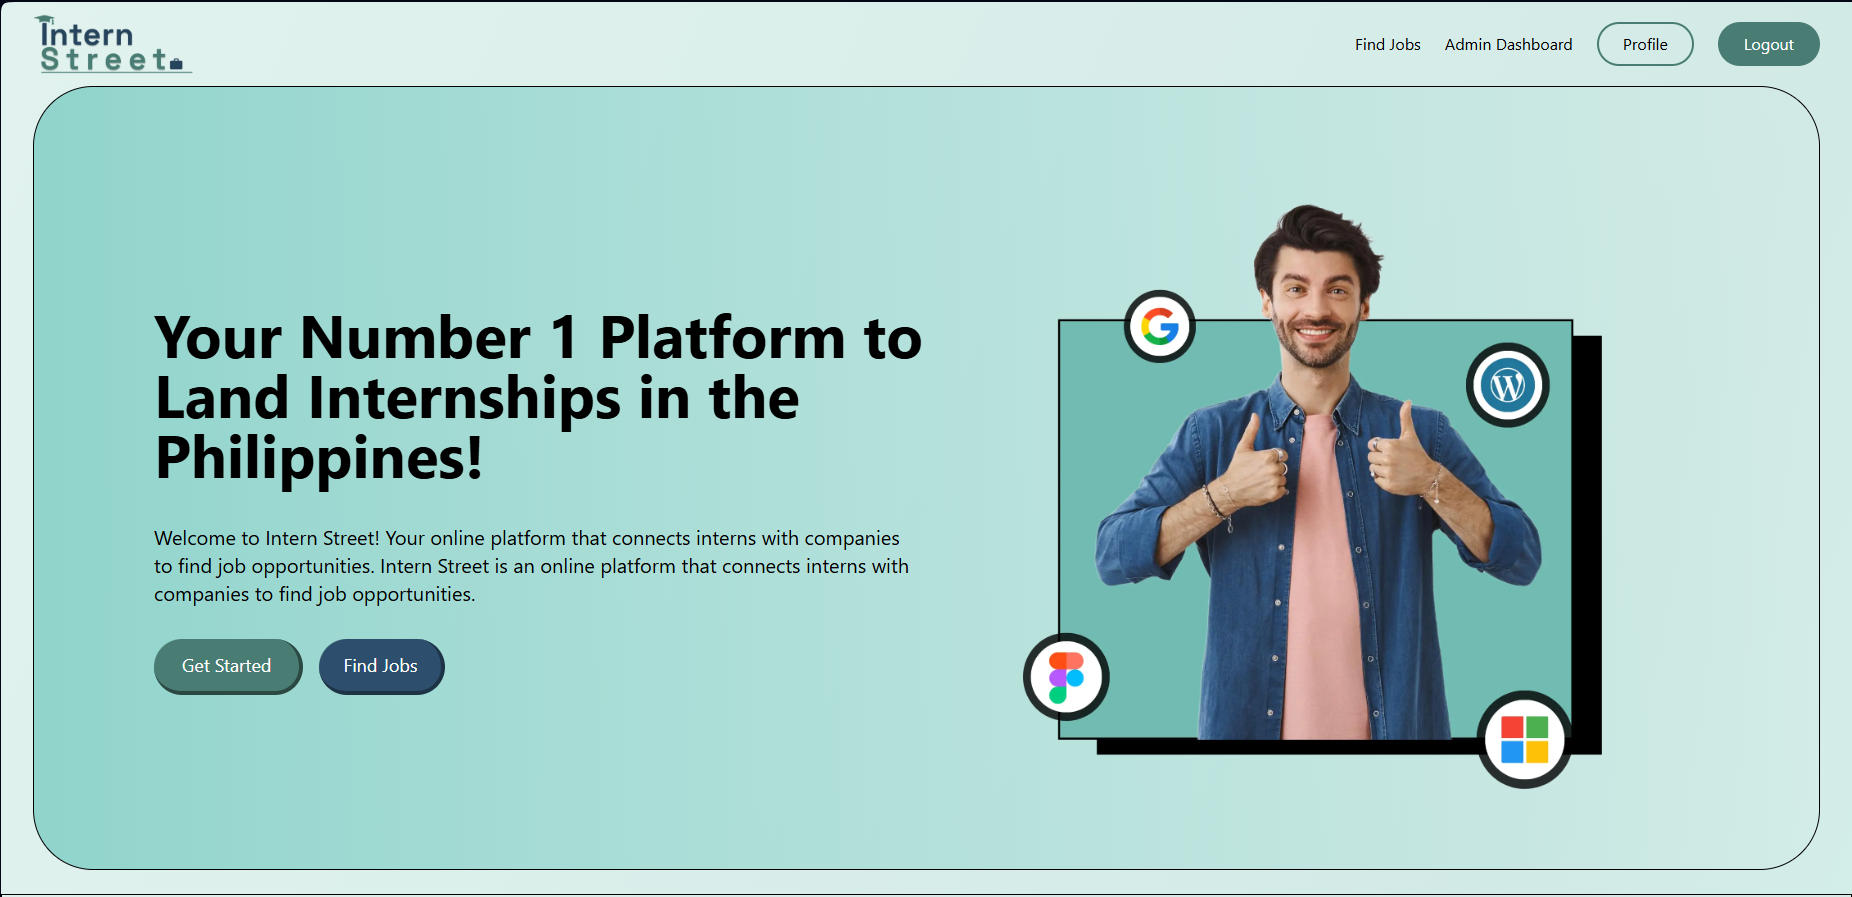 Intern
Street
Find Jobs
Admin Dashboard
Profile
Logout
Your Number 1 Platform to
Land Internships in the
Philippines!
Welcome to Intern Street! Your online platform that connects interns with companies
to find job opportunities. Intern Street is an online platform that connects interns with
companies to find job opportunities.
Get Started
Find Jobs